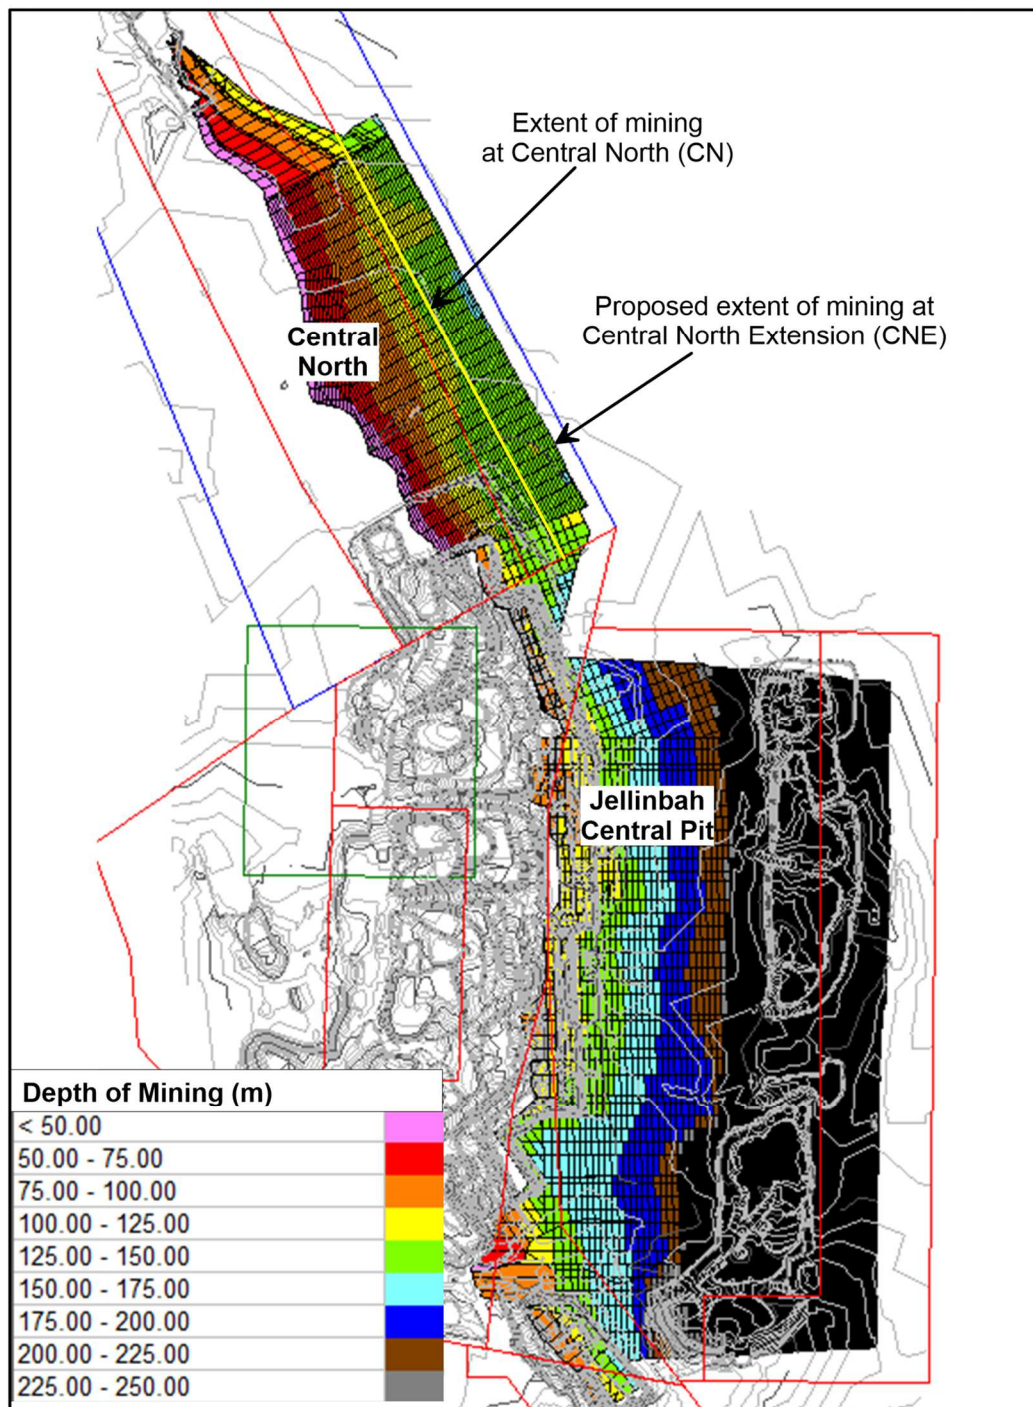 Extent of mining
at Central North (CN)
Proposed extent of mining at
Central North Extension (CNE)
Central
North
Jellinbah
Central Pit
Depth of Mining (m)
< 50.00
50.00 - 75.00
75.00 - 100.00
100.00 - 125.00
125.00 - 150.00
150.00 - 175.00
175.00 - 200.00
200.00 - 225.00
225.00 - 250.00